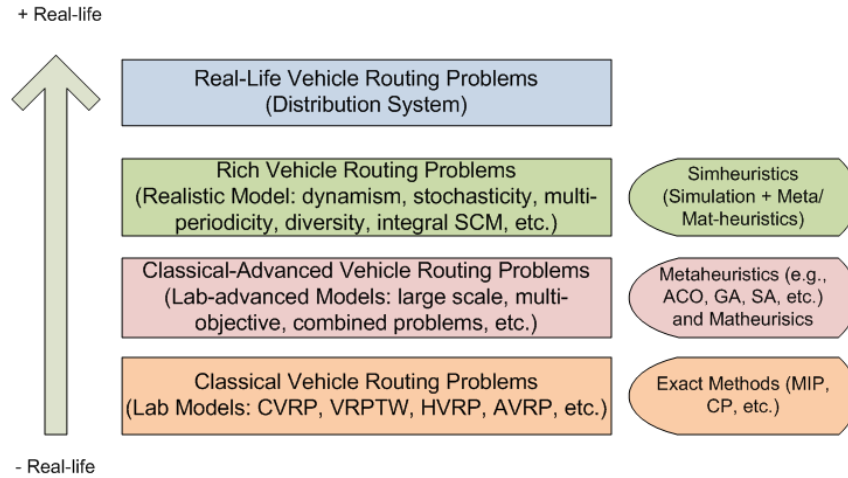 + Real-life
Real-Life Vehicle Routing Problems
(Distribution System)
Rich Vehicle Routing Problems
(Realistic Model: dynamism, stochasticity, multi-
periodicity, diversity, integral SCM, etc.)
Simheuristics
(Simulation + Meta/
Mat-heuristics)
Classical-Advanced Vehicle Routing Problems
(Lab-advanced Models: large scale, multi-
objective, combined problems, etc.)
Metaheuristics (e.g.,
ACO, GA, SA, etc.)
and Matheurisics
Classical Vehicle Routing Problems
(Lab Models: CVRP, VRPTW, HVRP, AVRP, etc.)
Exact Methods (MIP,
CP, etc.)
- Real-life